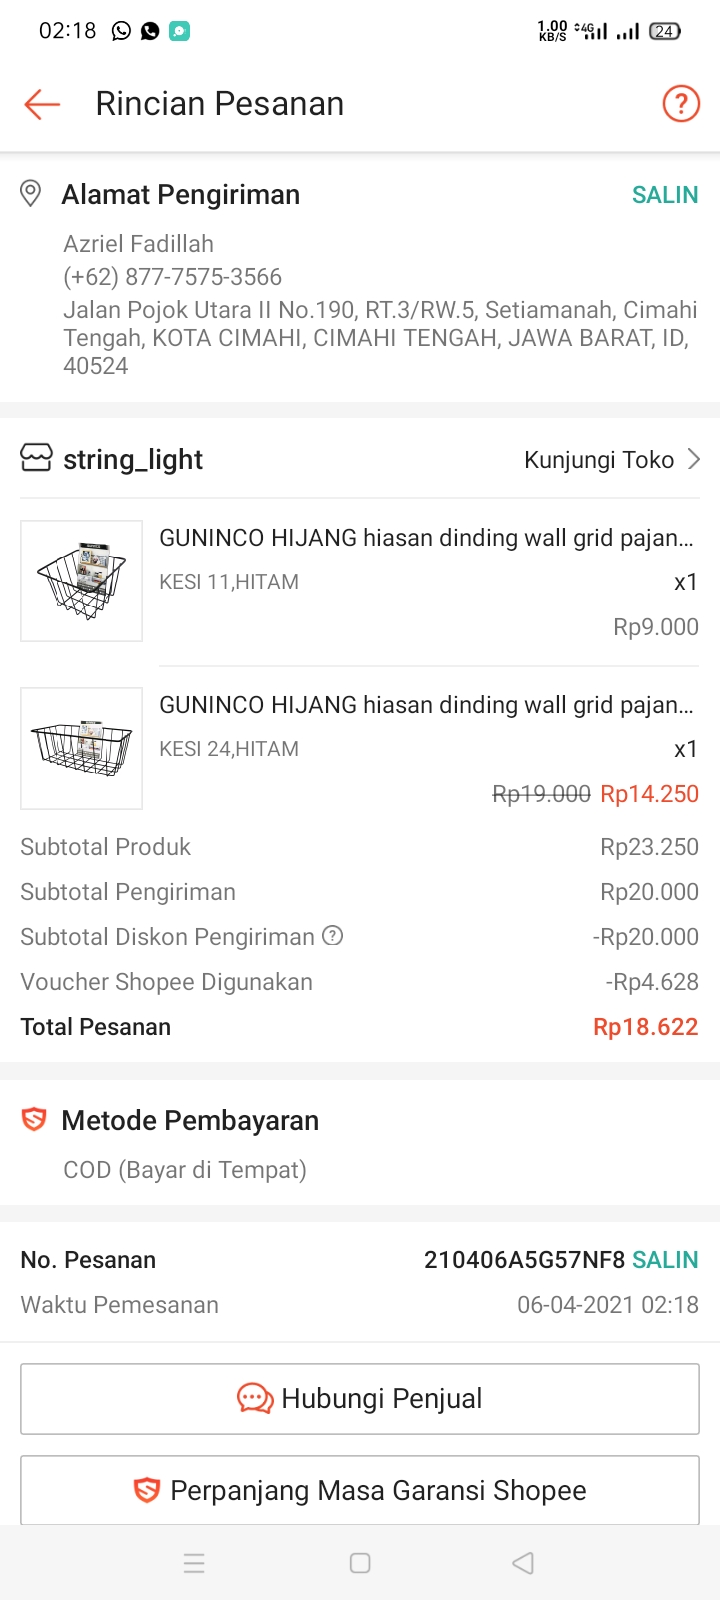 02:18
1.00
KB/S
4G
24
Rincian Pesanan
?
Alamat Pengiriman
SALIN
Azriel Fadillah
(+62) 877-7575-3566
Jalan Pojok Utara II No.190, RT.3/RW.5, Setiamanah, Cimahi
Tengah, KOTA CIMAHI, CIMAHI TENGAH, JAWA BARAT, ID,
40524
string_light
Kunjungi Toko
GUNINCO HIJANG hiasan dinding wall grid pajan...
KESI 11,HITAM
x1
Rp9.000
GUNINCO HIJANG hiasan dinding wall grid pajan...
KESI 24,HITAM
x1
Rp19.000 Rp14.250
Subtotal Produk Rp23.250
Subtotal Pengiriman Rp20.000
Subtotal Diskon Pengiriman ? -Rp20.000
Voucher Shopee Digunakan -Rp4.628
Total Pesanan Rp18.622
Metode Pembayaran
COD (Bayar di Tempat)
No. Pesanan 210406A5G57NF8 SALIN
Waktu Pemesanan 06-04-2021 02:18
Hubungi Penjual
Perpanjang Masa Garansi Shopee